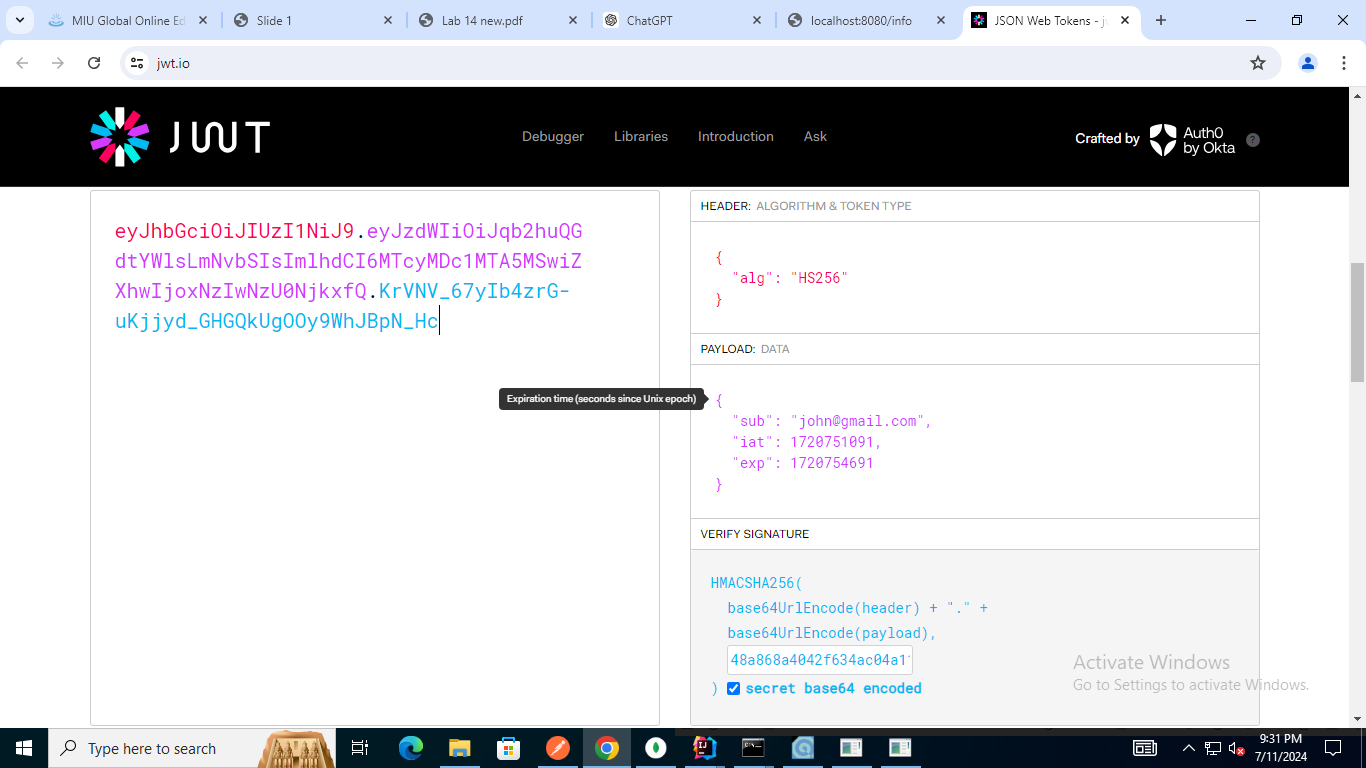 MIU Global Online Ed
Slide 1
Lab 14 new.pdf
ChatGPT
localhost:8080/info
JSON Web Tokens - jw
jwt.io
JWT
Debugger
Libraries
Introduction
Ask
Crafted by
Auth0
by Okta
?
eyJhbGciOiJIUzI1NiJ9.eyJzdWIiOiJqb2huQG
dtYWlsLmNvbSIsImlhdCI6MTcyMDc1MTA5MSwiZ
XhwIjoxNzIwNzU0NjkxfQ.KrVNV_67yIb4zrG-
uKjjyd_GHGQkUgOOy9WhJBpN_Hc
HEADER: ALGORITHM & TOKEN TYPE
{
"alg": "HS256"
}
PAYLOAD: DATA
Expiration time (seconds since Unix epoch)
{
"sub": "john@gmail.com",
"iat": 1720751091,
"exp": 1720754691
}
VERIFY SIGNATURE
HMACSHA256(
base64UrlEncode(header) + "." +
base64UrlEncode(payload),
48a868a4042f634ac04a1
) secret base64 encoded
Activate Windows
Go to Settings to activate Windows.
Type here to search
9:31 PM
7/11/2024